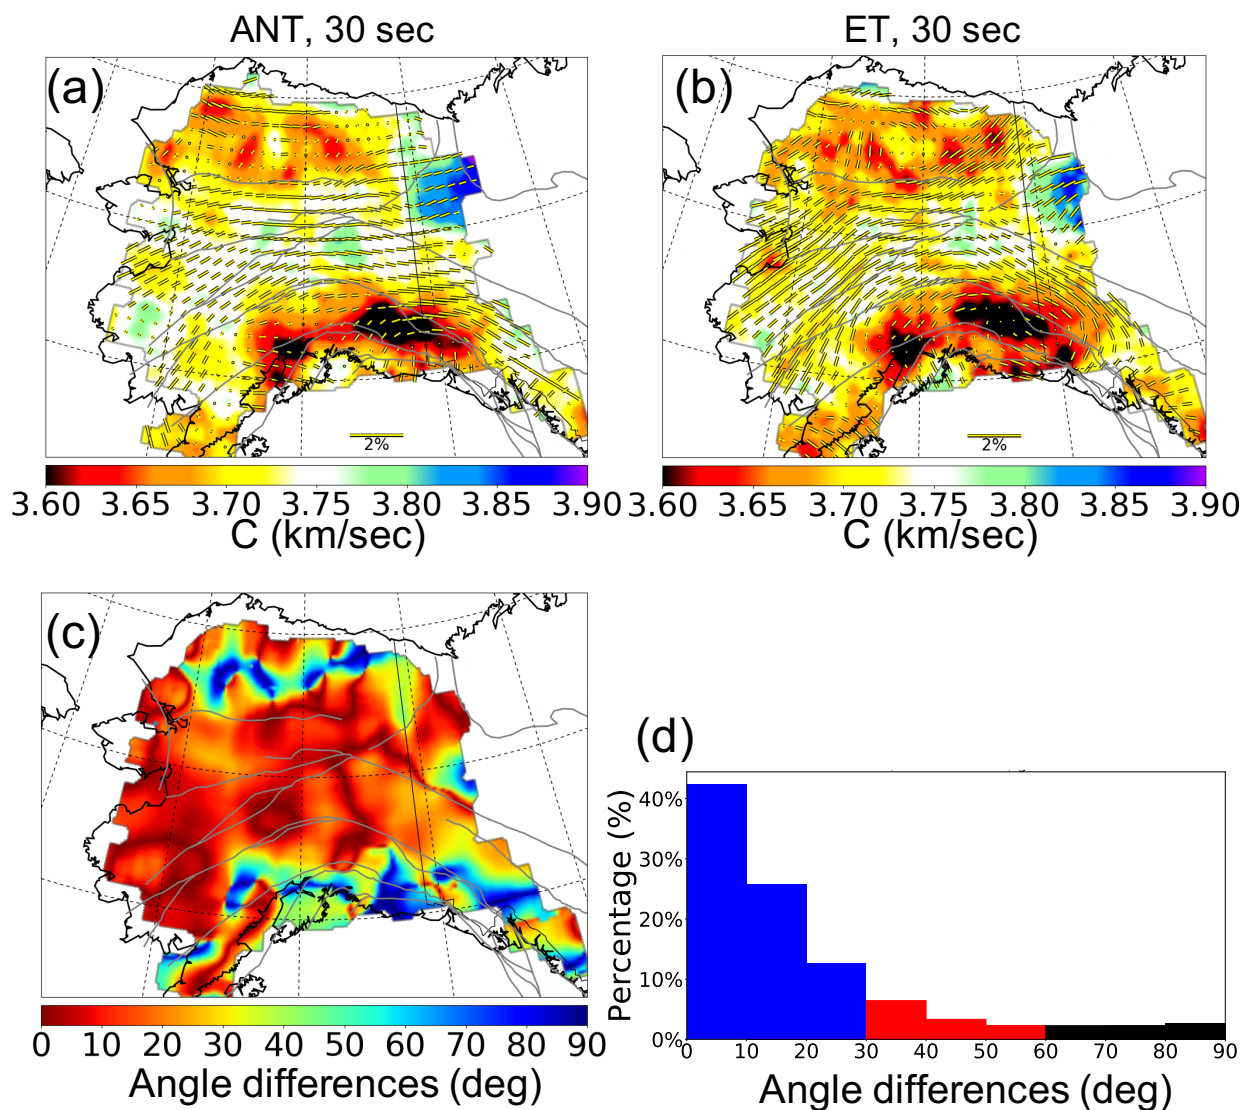 ANT, 30 sec
ET, 30 sec
(a)
(b)
2%
2%
3.60 3.65 3.70 3.75 3.80 3.85 3.90
3.60 3.65 3.70 3.75 3.80 3.85 3.90
C (km/sec)
C (km/sec)
(c)
(d)
40%
30%
20%
10%
0%
Percentage (%)
0 10 20 30 40 50 60 70 80 90
0 10 20 30 40 50 60 70 80 90
Angle differences (deg)
Angle differences (deg)